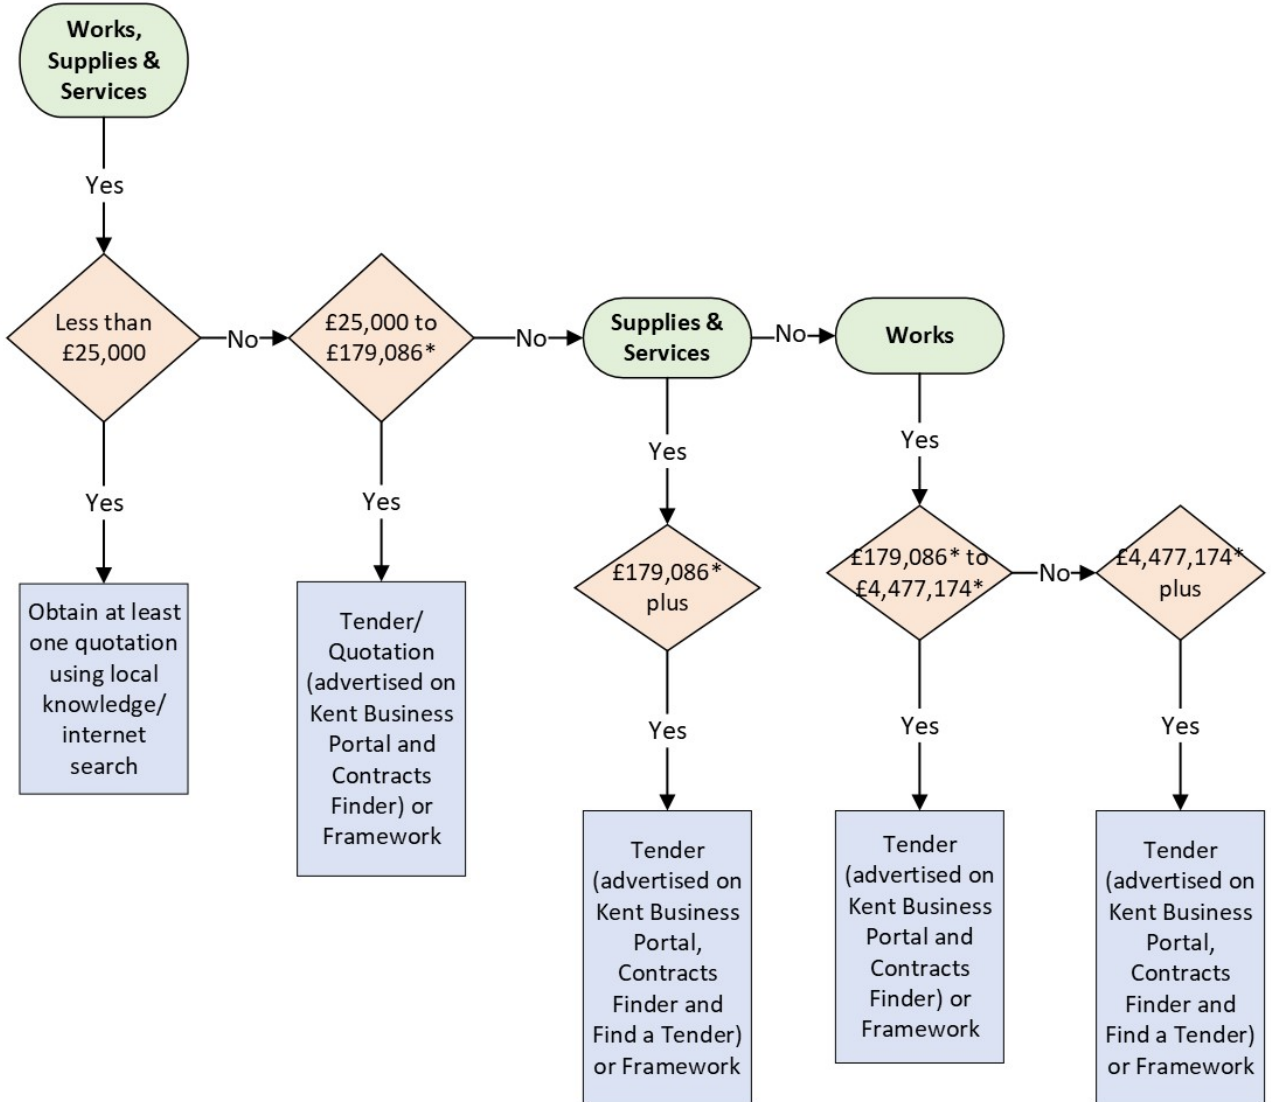 Works,
Supplies &
Services
Yes
Less than
£25,000
No
£25,000 to
£179,086*
No
Supplies &
Services
No
Works
Yes
Obtain at least
one quotation
using local
knowledge/
internet
search
Yes
Tender/
Quotation
(advertised on
Kent Business
Portal and
Contracts
Finder) or
Framework
Yes
£179,086*
plus
Yes
Tender
(advertised on
Kent Business
Portal,
Contracts
Finder and
Find a Tender)
or Framework
Yes
£179,086* to
£4,477,174*
No
£4,477,174*
plus
Yes
Tender
(advertised on
Kent Business
Portal and
Contracts
Finder) or
Framework
Yes
Tender
(advertised on
Kent Business
Portal,
Contracts
Finder and
Find a Tender)
or Framework